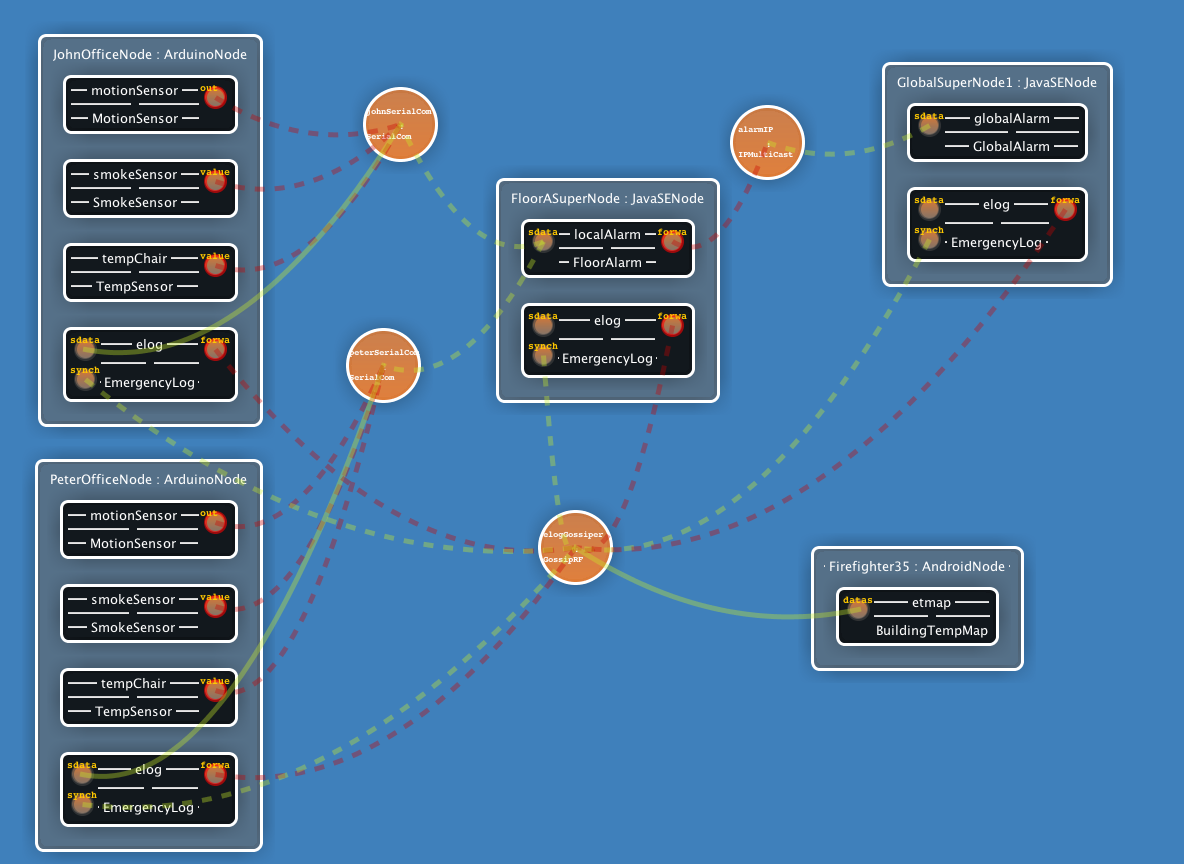 JohnOfficeNode : ArduinoNode
motionSensor
out
MotionSensor
smokeSensor
value
SmokeSensor
tempChair
value
TempSensor
sdata
elog
forwa
synch
EmergencyLog
PeterOfficeNode : ArduinoNode
motionSensor
out
MotionSensor
smokeSensor
value
SmokeSensor
tempChair
value
TempSensor
sdata
elog
forwa
synch
EmergencyLog
johnSerialCom
:
SerialCom
peterSerialCom
:
SerialCom
FloorASuperNode : JavaSENode
sdata
localAlarm
forwa
FloorAlarm
sdata
elog
forwa
synch
EmergencyLog
elogGossiper
:
GossipRF
alarmIP
:
IPMultiCast
GlobalSuperNode1 : JavaSENode
sdata
globalAlarm
GlobalAlarm
sdata
elog
forwa
synch
EmergencyLog
Firefighter35 : AndroidNode
datas
etmap
BuildingTempMap